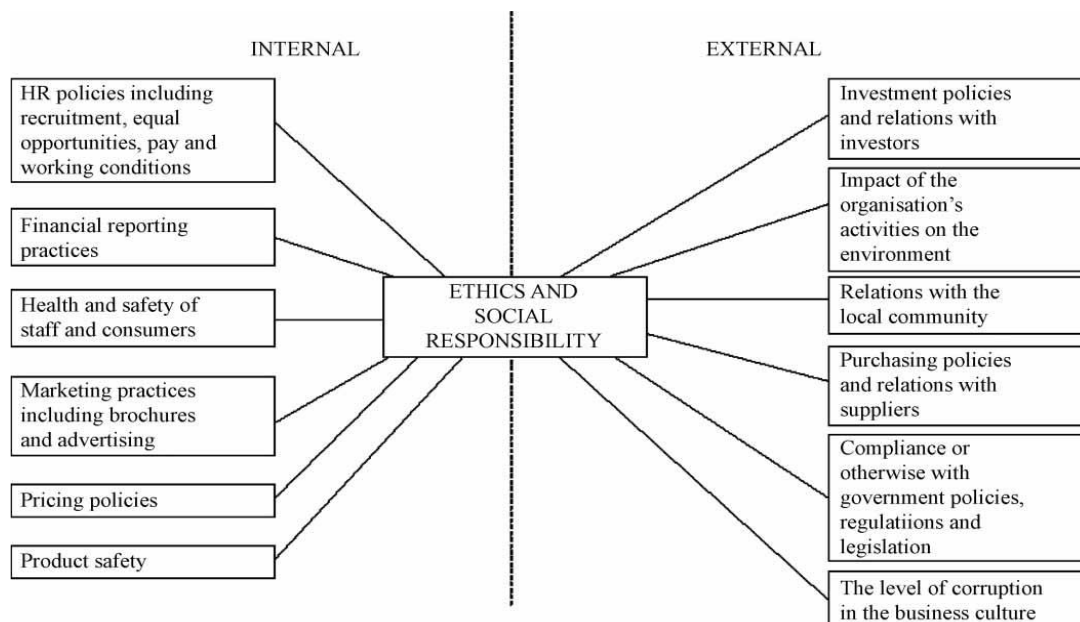 INTERNAL
EXTERNAL
HR policies including
recruitment, equal
opportunities, pay and
working conditions
Financial reporting
practices
Health and safety of
staff and consumers
Marketing practices
including brochures
and advertising
Pricing policies
Product safety
ETHICS AND
SOCIAL
RESPONSIBILITY
Investment policies
and relations with
investors
Impact of the
organisation's
activities on the
environment
Relations with the
local community
Purchasing policies
and relations with
suppliers
Compliance or
otherwise with
government policies,
regulatiions and
legislation
The level of corruption
in the business culture